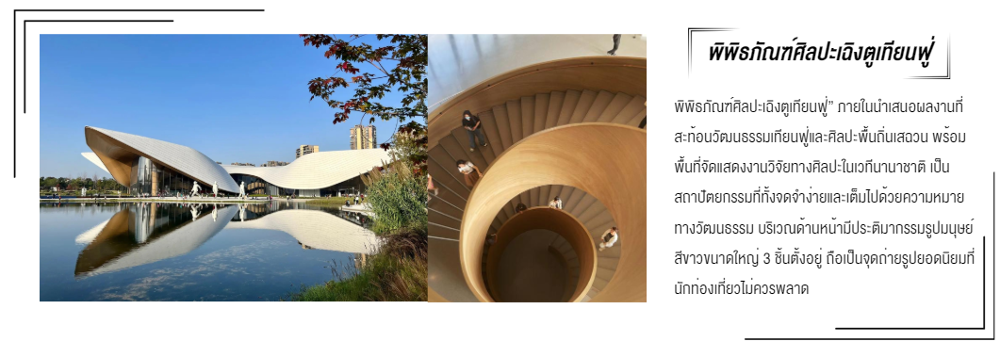 พิพิธภัณฑ์ศิลปะเฉิงตูเทียนฟู่
พิพิธภัณฑ์ศิลปะเฉิงตูเทียนฟู่” ภายในนำเสนอผลงานที่
สะท้อนวัฒนธรรมเทียนฟู่และศิลปะพื้นถิ่นเสฉวน พร้อม
พื้นที่จัดแสดงงานวิจัยทางศิลปะในเวทีนานาชาติ เป็น
สถาปัตยกรรมที่ทั้งจดจำง่ายและเต็มไปด้วยความหมาย
ทางวัฒนธรรม บริเวณด้านหน้ามีประติมากรรมรูปมนุษย์
สีขาวขนาดใหญ่ 3 ชิ้นตั้งอยู่ ถือเป็นจุดถ่ายรูปยอดนิยมที่
นักท่องเที่ยวไม่ควรพลาด